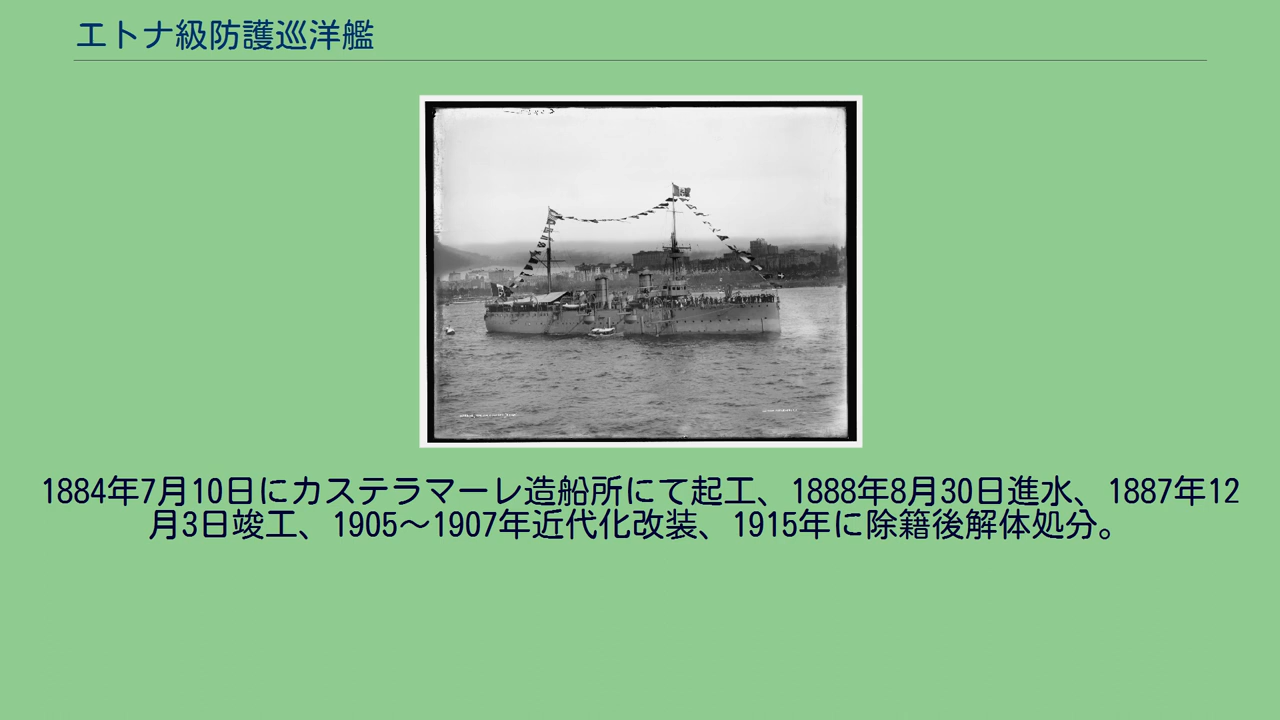 エトナ級防護巡洋艦
1884年7月10日にカステラマーレ造船所にて起工、1888年8月30日進水、1887年12
月3日竣工、1905～1907年近代化改装、1915年に除籍後解体処分。